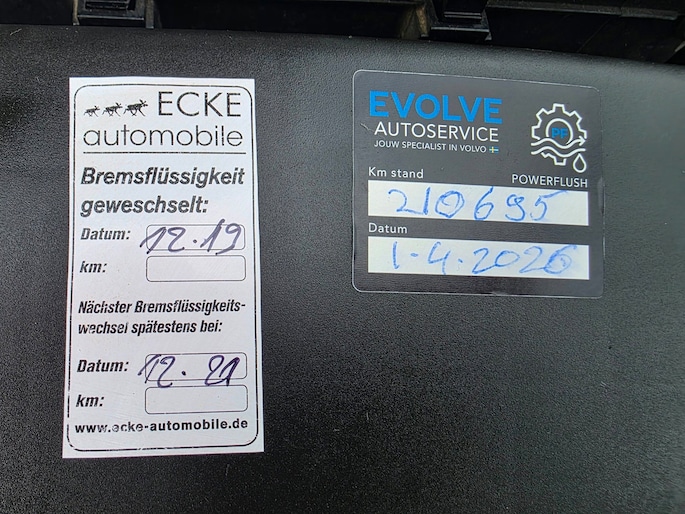 ECKE
automobile
Bremsflüssigkeit
geweschselt:
Datum: 12.19
km:
Nächster Bremsflüssigkeits-
wechsel spätestens bei:
Datum: 12.21
km:
www.ecke-automobile.de
EVOLVE
AUTOSERVICE
JOUW SPECIALIST IN VOLVO
PF
POWERFLUSH
Km stand
210695
Datum
1-4-2026